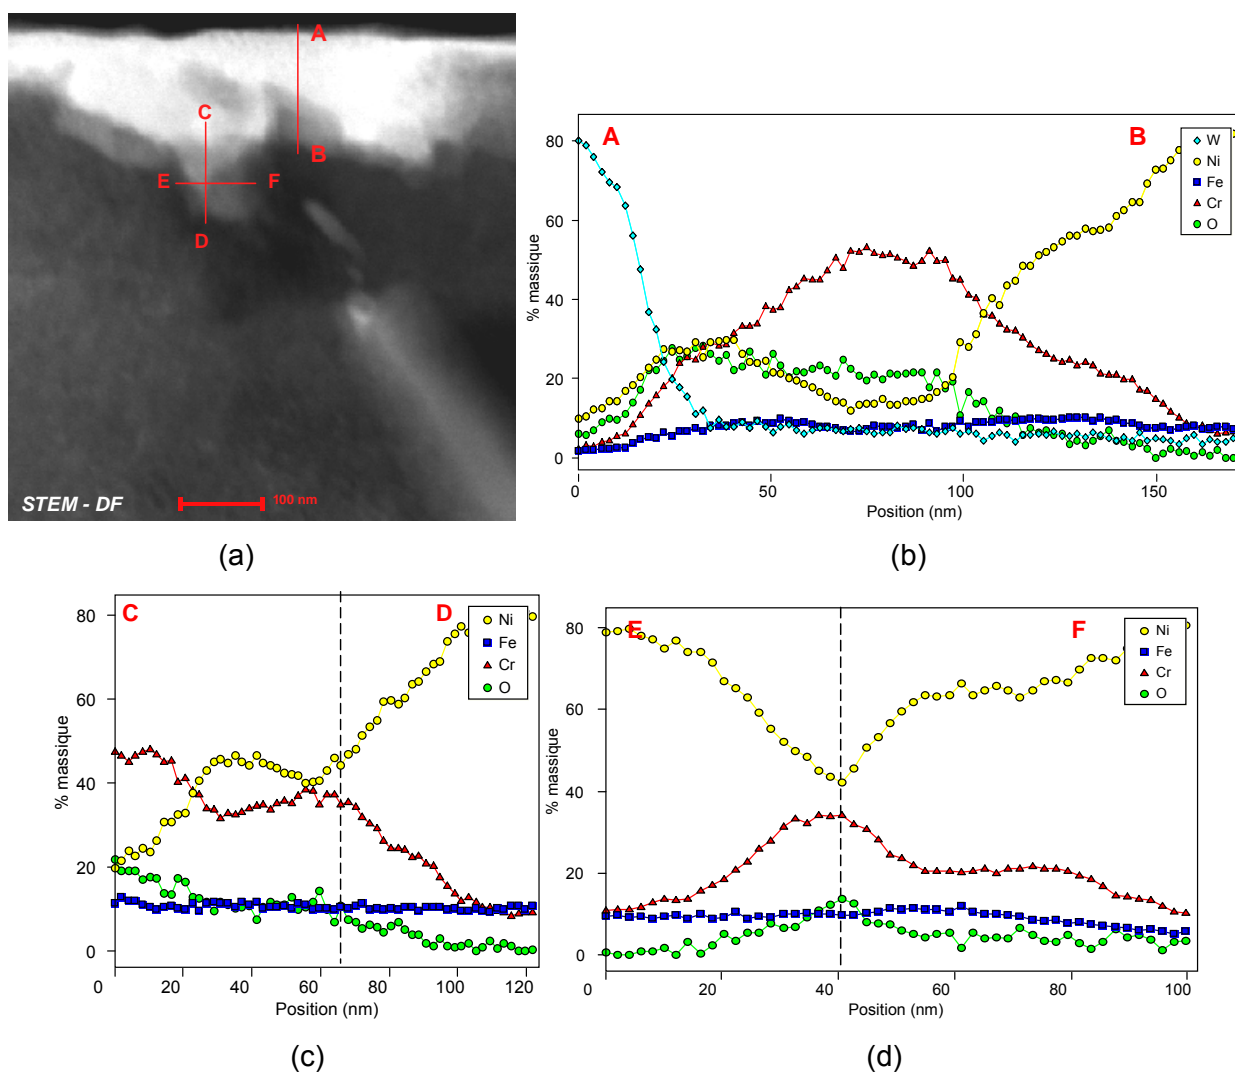 A
C
B
E
F
D
STEM - DF
100 nm
(a)
A
B
W
Ni
Fe
Cr
O
80
60
40
20
0
% massique
0
50
100
150
Position (nm)
(b)
C
D
Ni
Fe
Cr
O
80
60
40
20
0
% massique
0
20
40
60
80
100
120
Position (nm)
(c)
E
F
Ni
Fe
Cr
O
80
60
40
20
0
% massique
0
20
40
60
80
100
Position (nm)
(d)